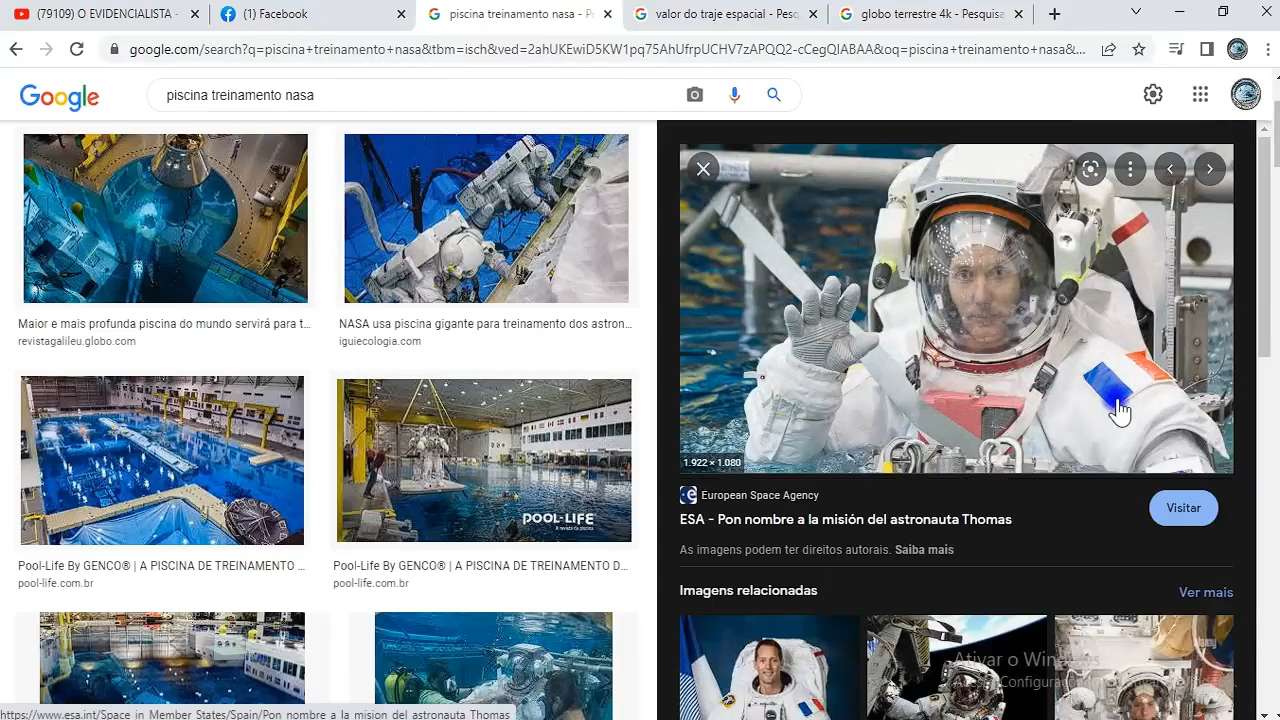 (79109) O EVIDENCIALISTA -
(1) Facebook
piscina treinamento nasa - Pesq
valor do traje espacial - Pesq
globo terrestre 4k - Pesquisa
google.com/search?q=piscina+treinamento+nasa&tbm=isch&ved=2ahUKEwiD5KW1pq75AhUfrpUCHV7zAPQQ2-cCegQIABAA&oq=piscina+treinamento+nasa&...
Google
piscina treinamento nasa
Maior e mais profunda piscina do mundo servirá para t...
revistagalileu.globo.com
NASA usa piscina gigante para treinamento dos astron...
iguiecologia.com
POOL-LIFE
Pool-Life By GENCO® | A PISCINA DE TREINAMENTO ...
pool-life.com.br
Pool-Life By GENCO® | A PISCINA DE TREINAMENTO D...
pool-life.com.br
1.922 × 1.080
European Space Agency
ESA - Pon nombre a la misión del astronauta Thomas
Visitar
As imagens podem ter direitos autorais. Saiba mais
Imagens relacionadas
Ver mais
Ativar o Windows
https://www.esa.int/Space_in_Member_States/Spain/Pon_nombre_a_la_mision_del_astronauta_Thomas